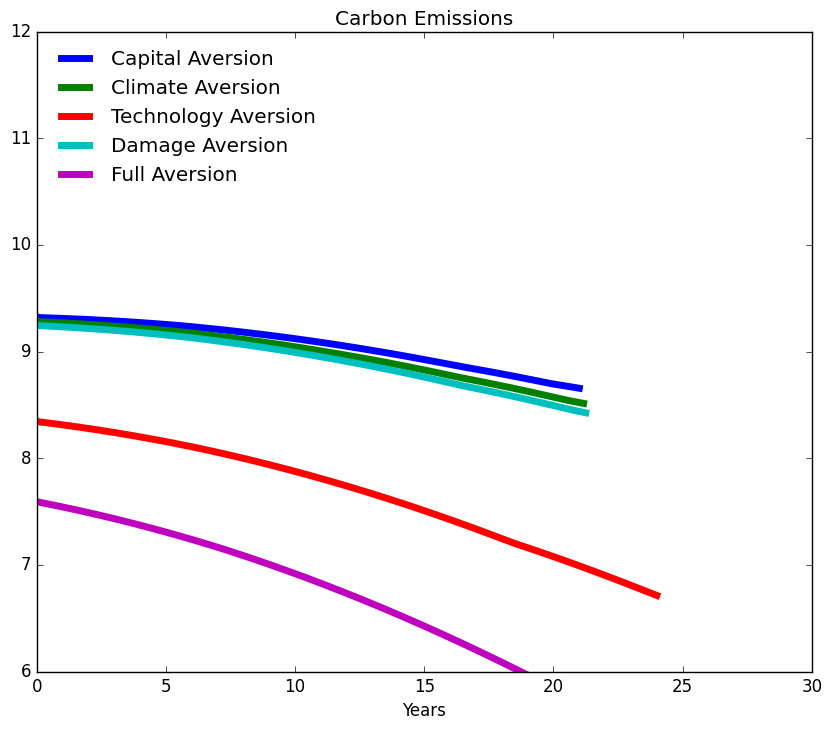 Carbon Emissions
12
11
10
9
8
7
6
Capital Aversion
Climate Aversion
Technology Aversion
Damage Aversion
Full Aversion
0 5 10 15 20 25 30
Years